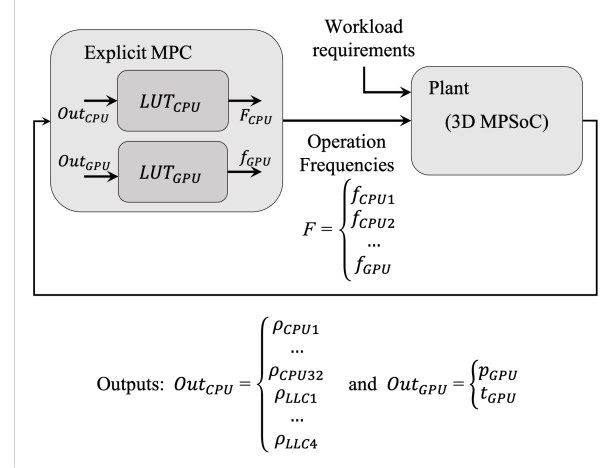 Workload
requirements
Explicit MPC
Out_CPU
LUT_CPU
F_CPU
Out_GPU
LUT_GPU
f_GPU
Plant
(3D MPSoC)
Operation
Frequencies
F = { f_CPU1
f_CPU2
...
f_GPU
Outputs: Out_CPU = { ρ_CPU1
...
ρ_CPU32
ρ_LLC1
...
ρ_LLC4
and Out_GPU = { p_GPU
t_GPU